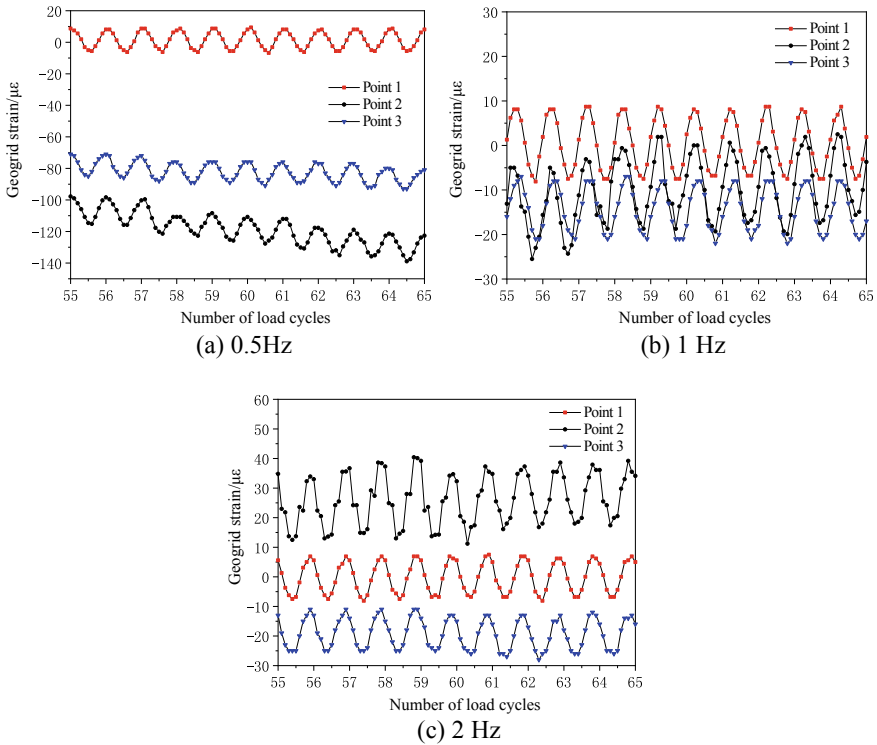 20
0
-20
-40
-60
-80
-100
-120
-140
Geogrid strain/με
Point 1
Point 2
Point 3
55 56 57 58 59 60 61 62 63 64 65
Number of load cycles
(a) 0.5Hz
30
20
10
0
-10
-20
-30
Geogrid strain/με
Point 1
Point 2
Point 3
55 56 57 58 59 60 61 62 63 64 65
Number of load cycles
(b) 1 Hz
60
50
40
30
20
10
0
-10
-20
-30
Geogrid strain/με
Point 1
Point 2
Point 3
55 56 57 58 59 60 61 62 63 64 65
Number of load cycles
(c) 2 Hz